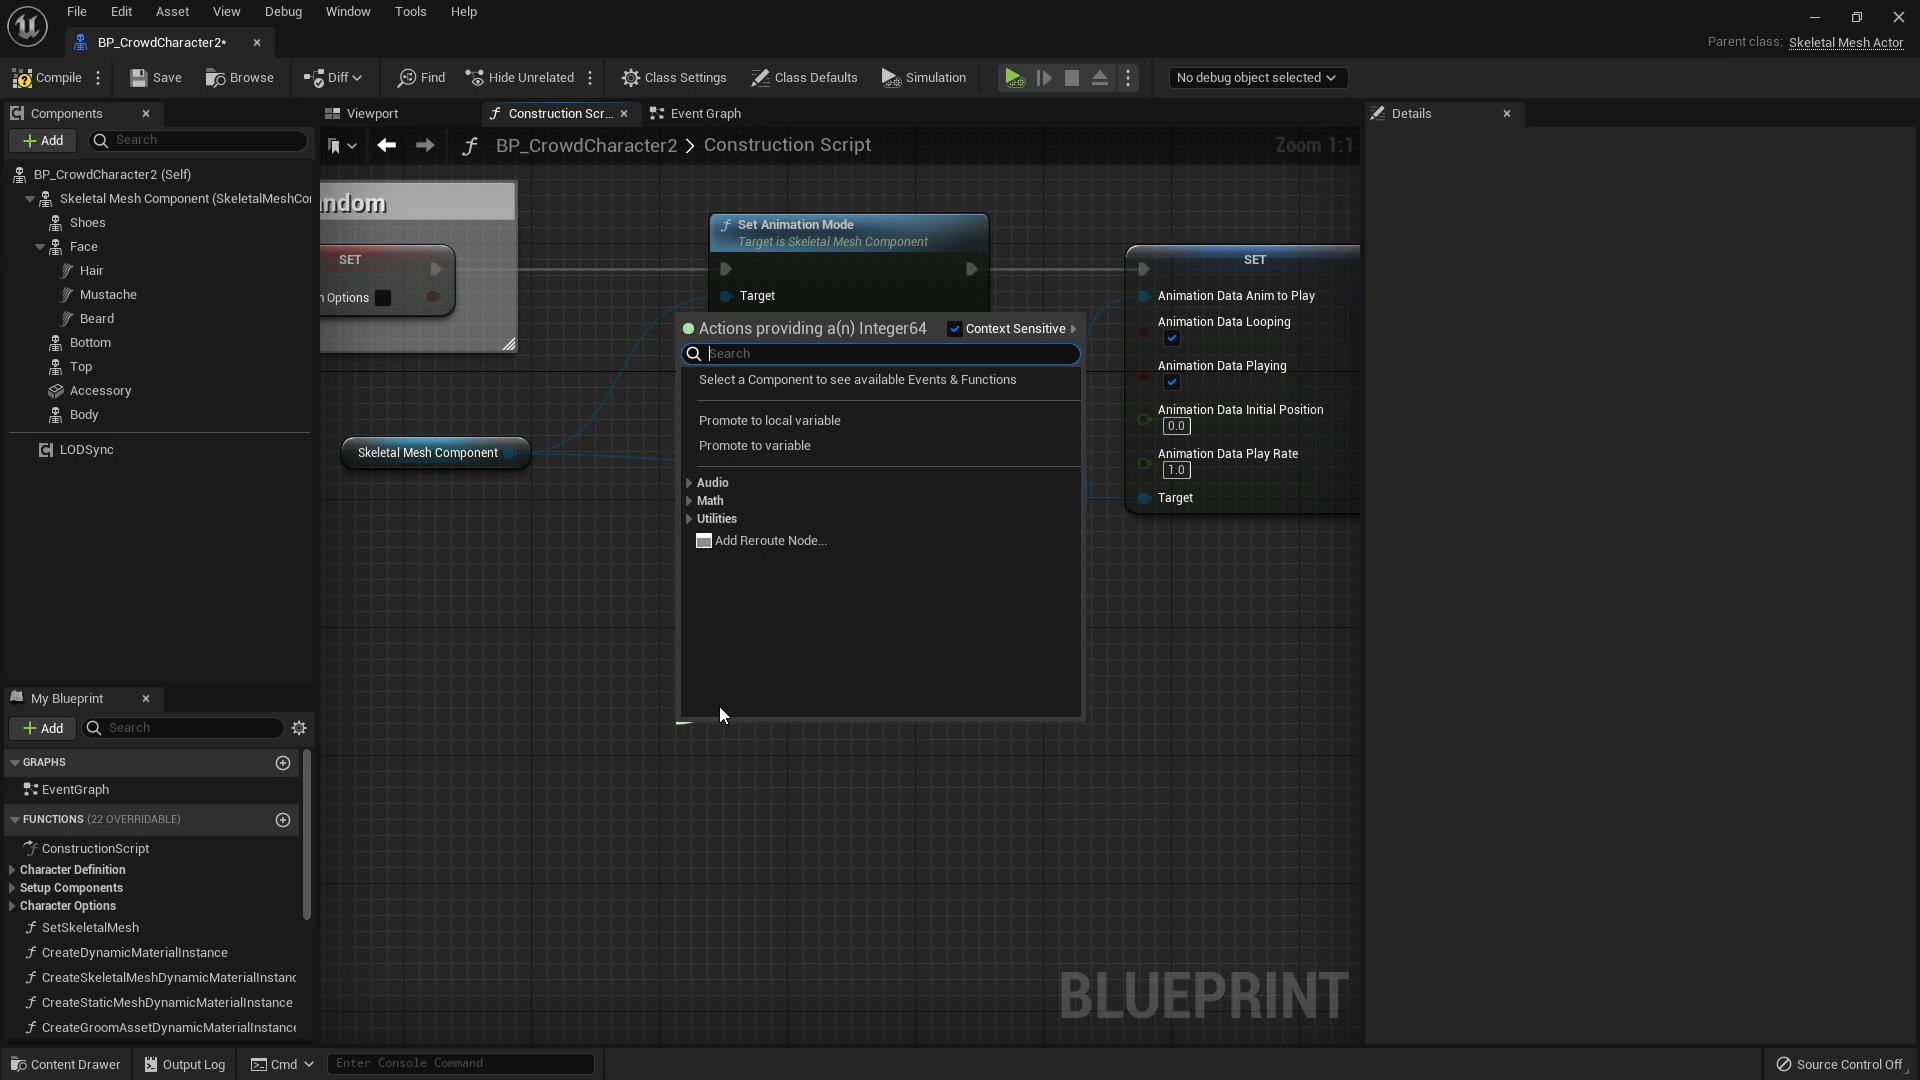 File Edit Asset View Debug Window Tools Help
BP_CrowdCharacter2*
Parent class: Skeletal Mesh Actor
Compile Save Browse Diff Find Hide Unrelated Class Settings Class Defaults Simulation No debug object selected
Components
Add Search
BP_CrowdCharacter2 (Self)
Skeletal Mesh Component (SkeletalMeshCo
Shoes
Face
Hair
Mustache
Beard
Bottom
Top
Accessory
Body
LODSync
My Blueprint
Add Search
GRAPHS
EventGraph
FUNCTIONS (22 OVERRIDABLE)
ConstructionScript
Character Definition
Setup Components
Character Options
SetSkeletalMesh
CreateDynamicMaterialInstance
CreateSkeletalMeshDynamicMaterialInstanc
CreateStaticMeshDynamicMaterialInstance
CreateGroomAssetDynamicMaterialInstance
Viewport Construction Scr... Event Graph
BP_CrowdCharacter2 > Construction Script Zoom 1:1
ndom
SET
Options
Skeletal Mesh Component
Set Animation Mode
Target is Skeletal Mesh Component
Target
Actions providing a(n) Integer64 Context Sensitive
Search
Select a Component to see available Events & Functions
Promote to local variable
Promote to variable
Audio
Math
Utilities
Add Reroute Node...
SET
Animation Data Anim to Play
Animation Data Looping
Animation Data Playing
Animation Data Initial Position
0.0
Animation Data Play Rate
1.0
Target
BLUEPRINT
Details
Content Drawer Output Log Cmd Enter Console Command Source Control Off